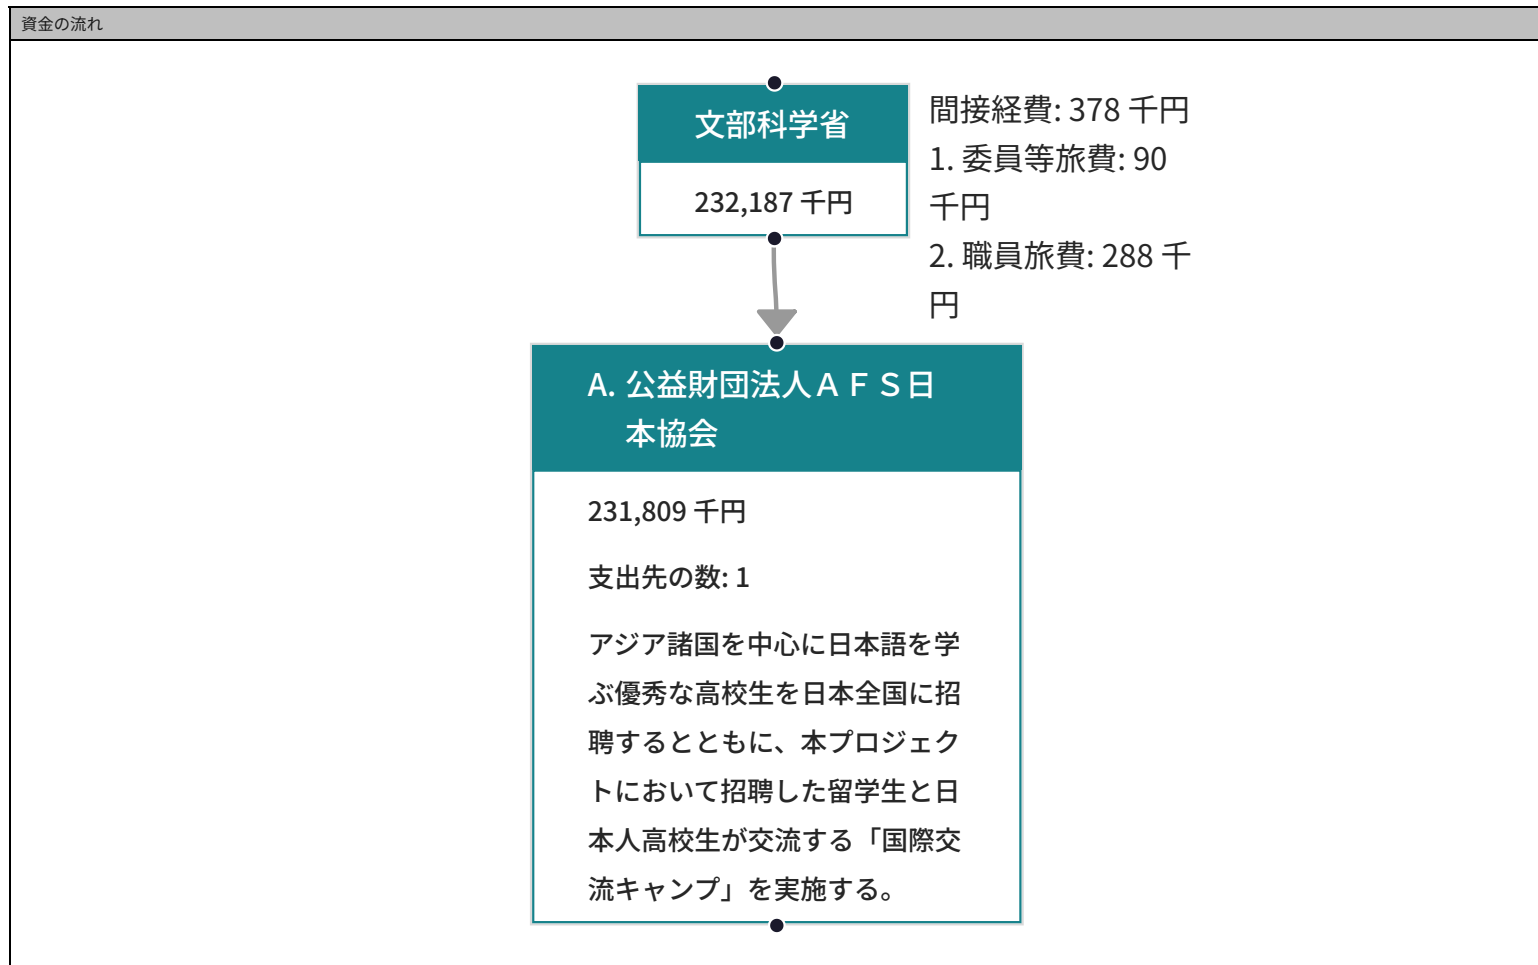 資金の流れ
文部科学省
232,187 千円
間接経費: 378 千円
1. 委員等旅費: 90
千円
2. 職員旅費: 288 千
円
A. 公益財団法人ＡＦＳ日
本協会
231,809 千円
支出先の数: 1
アジア諸国を中心に日本語を学
ぶ優秀な高校生を日本全国に招
聘するとともに、本プロジェク
トにおいて招聘した留学生と日
本人高校生が交流する「国際交
流キャンプ」を実施する。